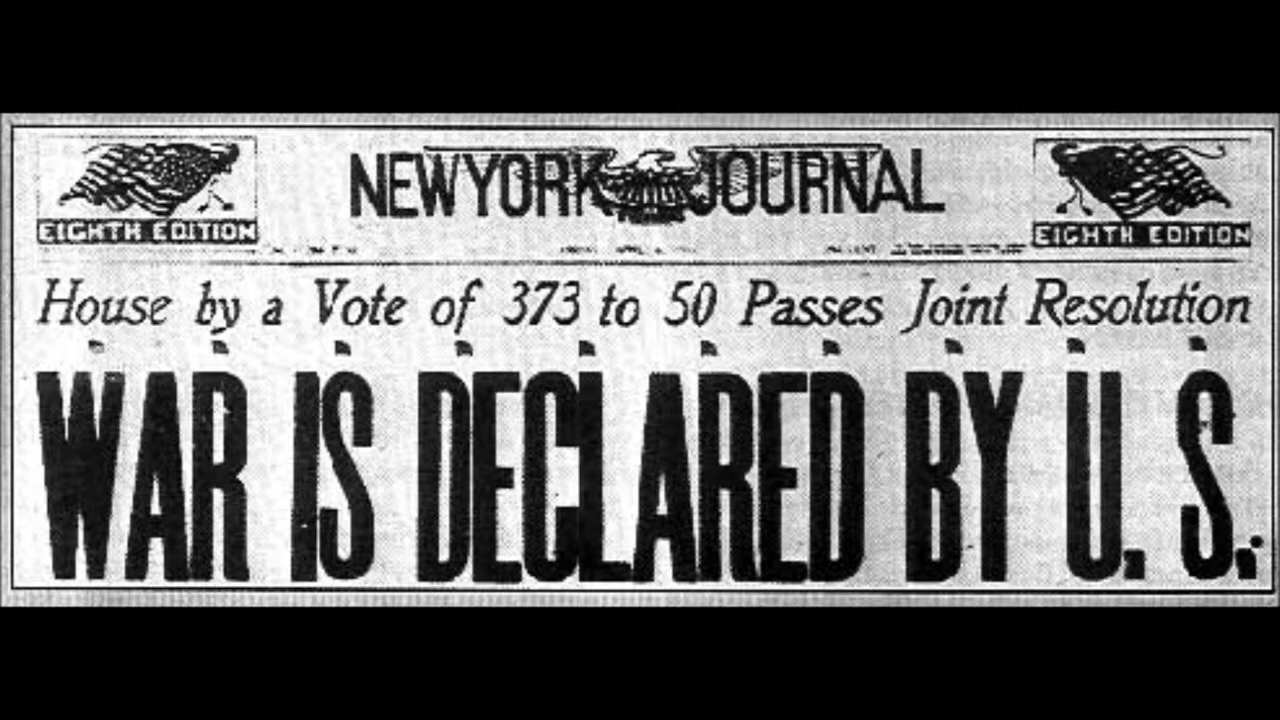 NEW YORK JOURNAL
EIGHTH EDITION
EIGHTH EDITION
House by a Vote of 373 to 50 Passes Joint Resolution
WAR IS DECLARED BY U. S.